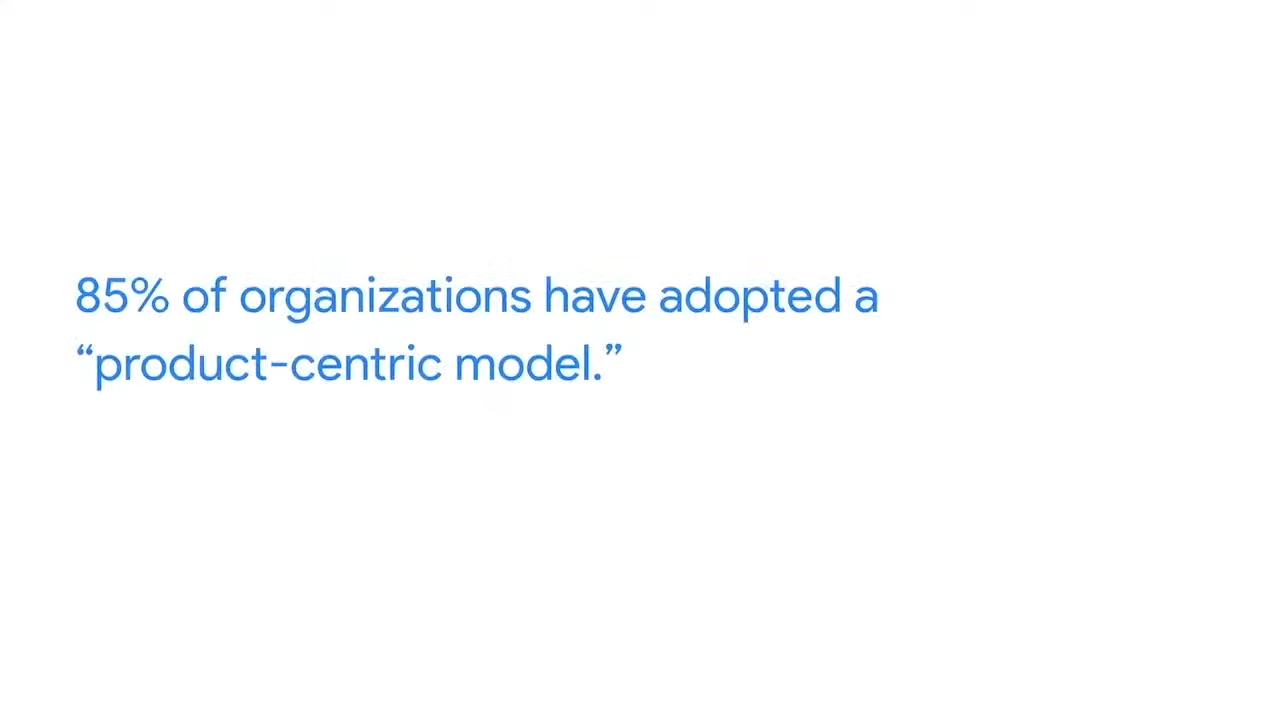 85% of organizations have adopted a
“product-centric model.”